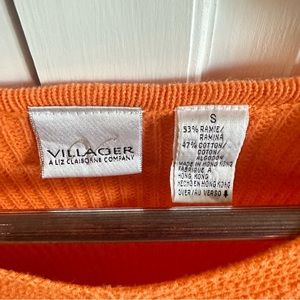 VILLAGER
A LIZ CLAIBORNE COMPANY
S
53% RAMIE/
RAMINA
47% COTTON/
COTON/
ALGODON
MADE IN HONG KONG
FABRIQUE A
HONG KONG
HECHO EN HONG KONG
OVER/AU VERSO